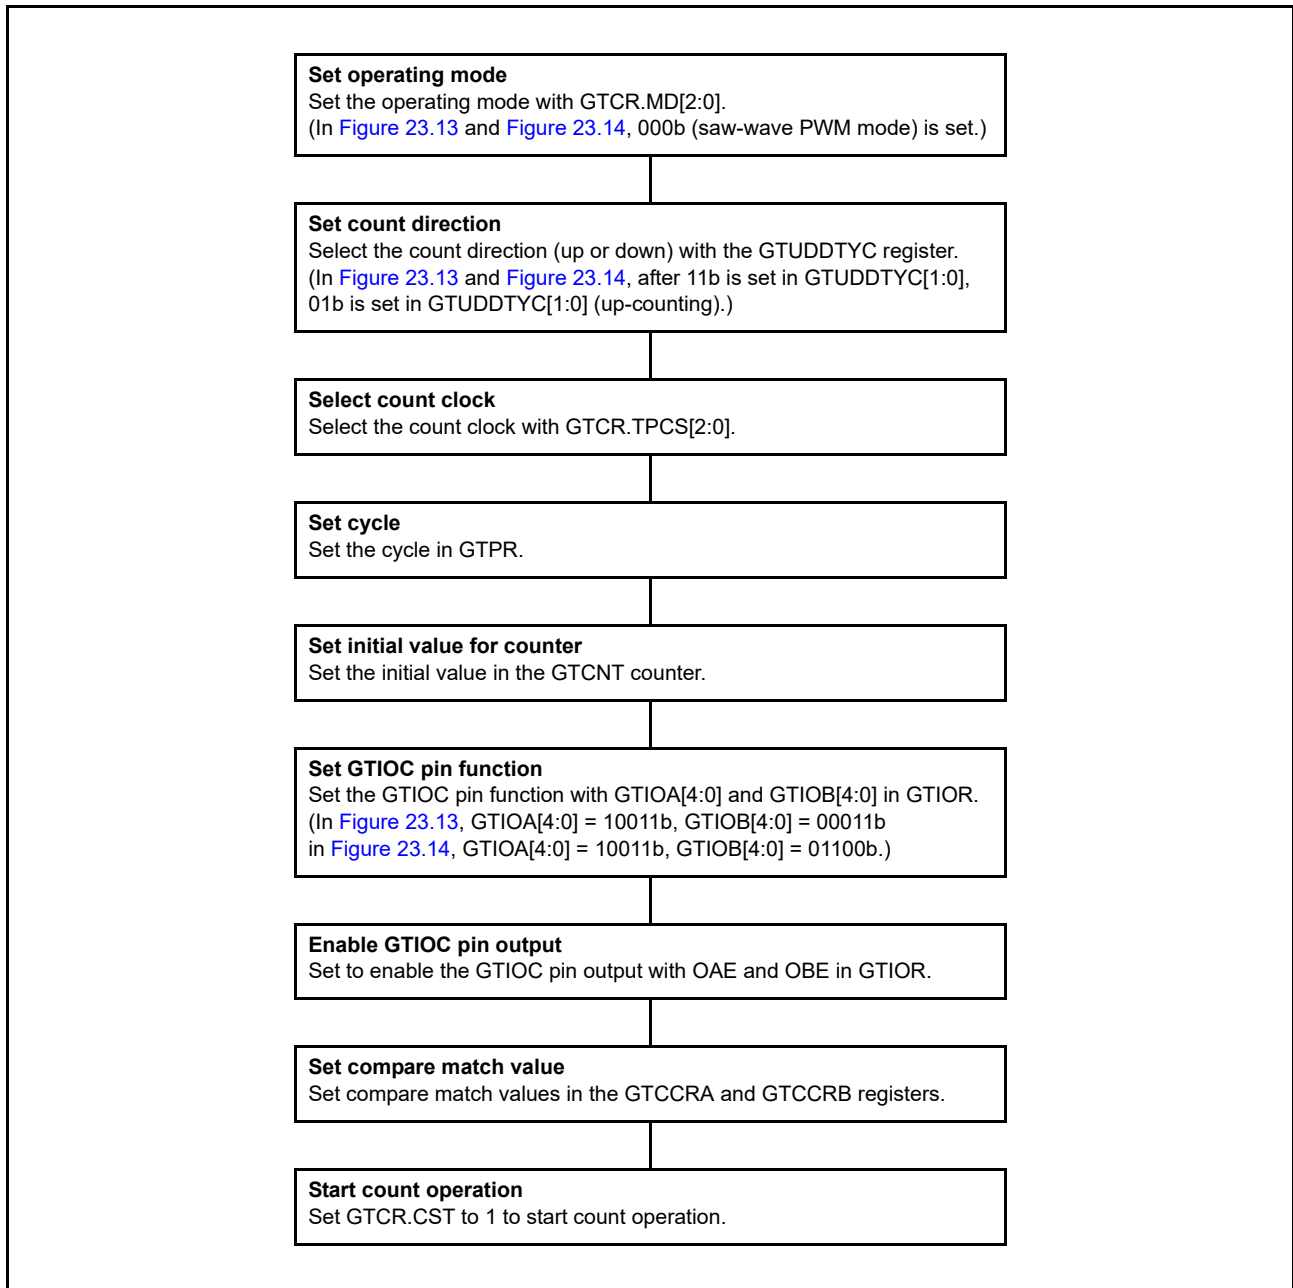 Set operating mode
Set the operating mode with GTCR.MD[2:0].
(In Figure 23.13 and Figure 23.14, 000b (saw-wave PWM mode) is set.)
Set count direction
Select the count direction (up or down) with the GTUDDTYC register.
(In Figure 23.13 and Figure 23.14, after 11b is set in GTUDDTYC[1:0],
01b is set in GTUDDTYC[1:0] (up-counting).)
Select count clock
Select the count clock with GTCR.TPCS[2:0].
Set cycle
Set the cycle in GTPR.
Set initial value for counter
Set the initial value in the GTCNT counter.
Set GTIOC pin function
Set the GTIOC pin function with GTIOA[4:0] and GTIOB[4:0] in GTIOR.
(In Figure 23.13, GTIOA[4:0] = 10011b, GTIOB[4:0] = 00011b
in Figure 23.14, GTIOA[4:0] = 10011b, GTIOB[4:0] = 01100b.)
Enable GTIOC pin output
Set to enable the GTIOC pin output with OAE and OBE in GTIOR.
Set compare match value
Set compare match values in the GTCCRA and GTCCRB registers.
Start count operation
Set GTCR.CST to 1 to start count operation.